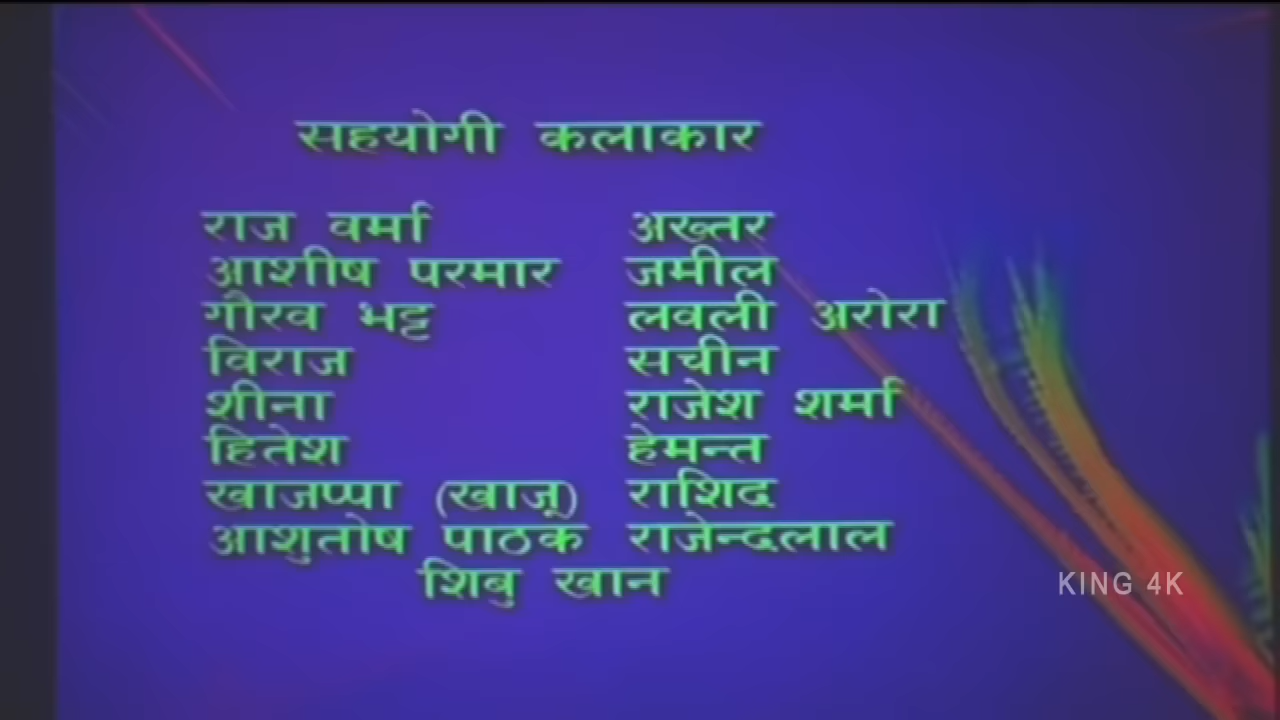 सहयोगी कलाकार
राज वर्मा अख्तर
आशीष परमार जमील
गौरव भट्ट लवली अरोरा
विराज सचीन
शीना राजेश शर्मा
हितेश हेमन्त
खाजप्पा (खाजू) राशिद
आशुतोष पाठक राजेन्दलाल
शिबु खान
KING 4K